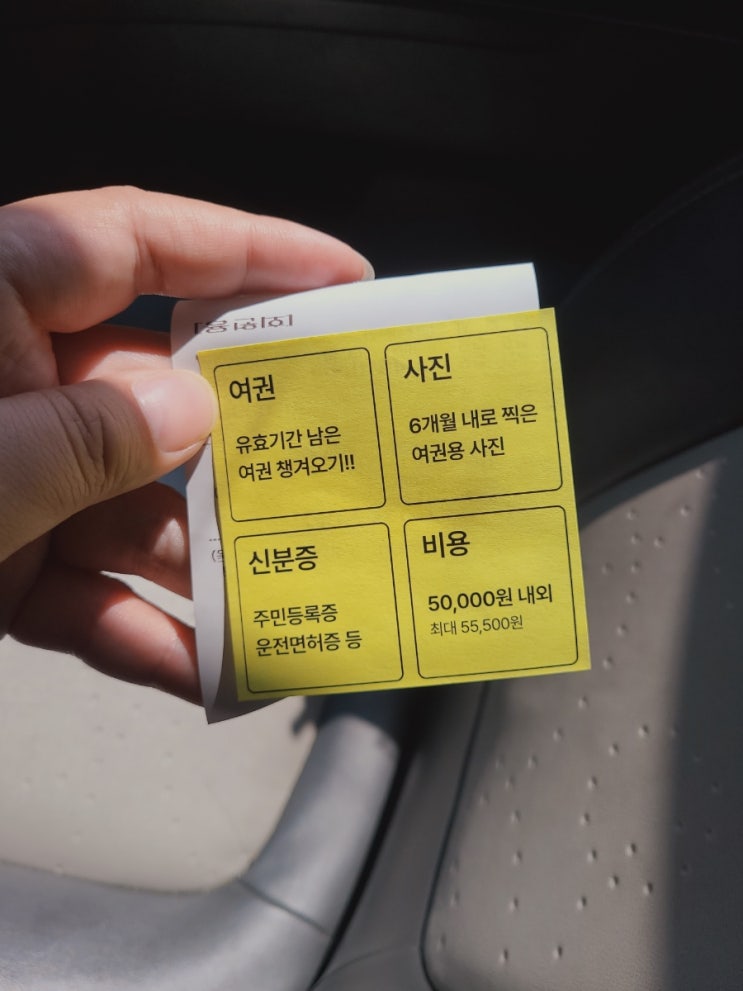 여권
유효기간 남은
여권 챙겨오기!!
사진
6개월 내로 찍은
여권용 사진
신분증
주민등록증
운전면허증 등
비용
50,000원 내외
최대 55,500원